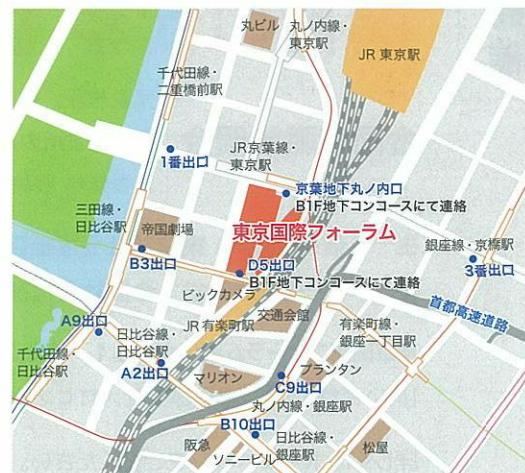 丸ビル
丸ノ内線・
東京駅
JR 東京駅
千代田線・
二重橋前駅
JR京葉線・
東京駅
1番出口
京葉地下丸ノ内口
B1F地下コンコースにて連絡
三田線・
日比谷駅
帝国劇場
東京国際フォーラム
銀座線・京橋駅
B3出口
D5出口
3番出口
B1F地下コンコースにて連絡
ビックカメラ
首都高速道路
A9出口
日比谷線・
日比谷駅
JR 有楽町駅
交通会館
有楽町線・
銀座一丁目駅
千代田線・
日比谷駅
A2出口
マリオン
プランタン
C9出口
丸ノ内線・銀座駅
B10出口
日比谷線・
銀座駅
阪急
ソニービル
松屋